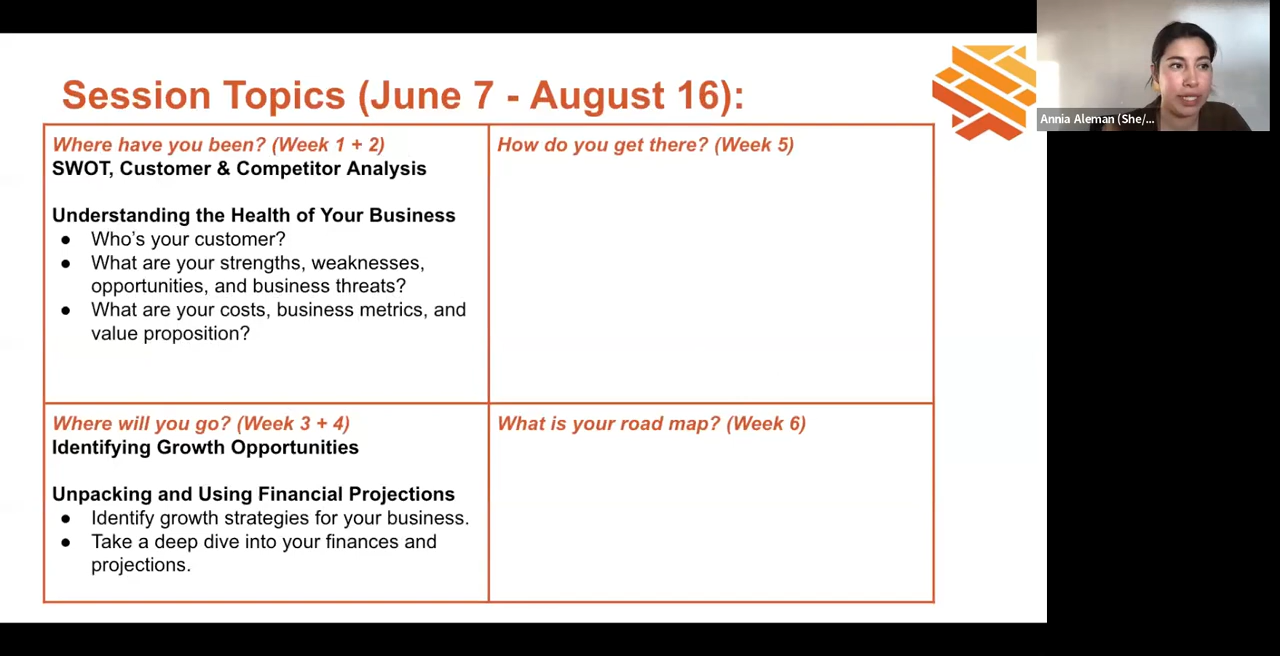 Session Topics (June 7 - August 16):
Where have you been? (Week 1 + 2)
SWOT, Customer & Competitor Analysis
Understanding the Health of Your Business
● Who’s your customer?
● What are your strengths, weaknesses,
opportunities, and business threats?
● What are your costs, business metrics, and
value proposition?
How do you get there? (Week 5)
Where will you go? (Week 3 + 4)
Identifying Growth Opportunities
Unpacking and Using Financial Projections
● Identify growth strategies for your business.
● Take a deep dive into your finances and
projections.
What is your road map? (Week 6)
Annia Aleman (She/...